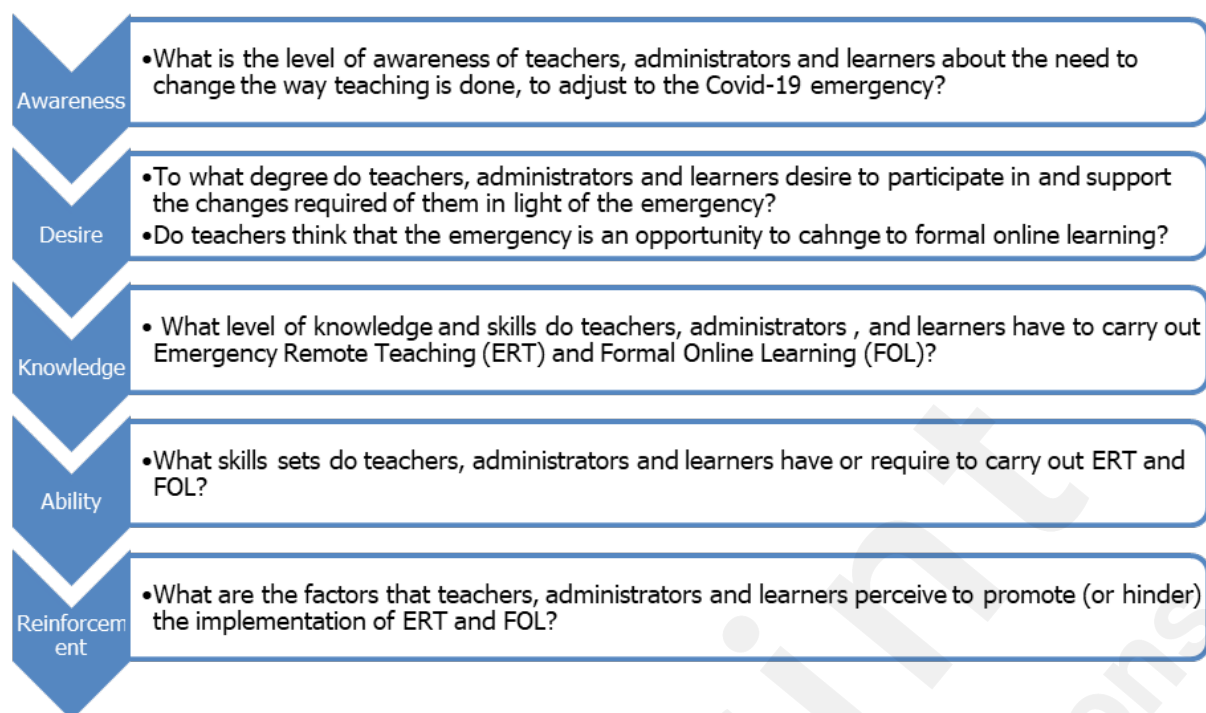 Awareness
•What is the level of awareness of teachers, administrators and learners about the need to
change the way teaching is done, to adjust to the Covid-19 emergency?
Desire
•To what degree do teachers, administrators and learners desire to participate in and support
the changes required of them in light of the emergency?
•Do teachers think that the emergency is an opportunity to cahnge to formal online learning?
Knowledge
• What level of knowledge and skills do teachers, administrators , and learners have to carry out
Emergency Remote Teaching (ERT) and Formal Online Learning (FOL)?
Ability
•What skills sets do teachers, administrators and learners have or require to carry out ERT and
FOL?
Reinforcem
ent
•What are the factors that teachers, administrators and learners perceive to promote (or hinder)
the implementation of ERT and FOL?